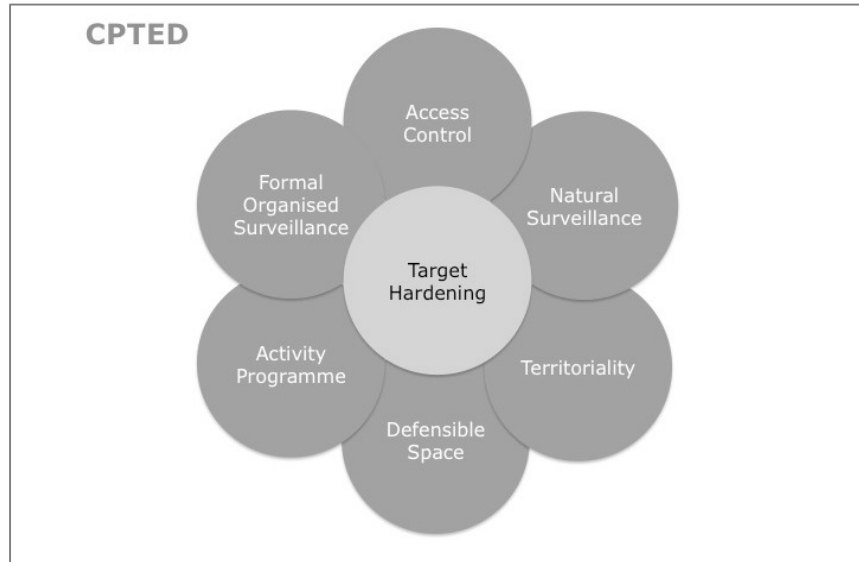 CPTED
Access
Control
Formal
Organised
Surveillance
Natural
Surveillance
Target
Hardening
Activity
Programme
Territoriality
Defensible
Space